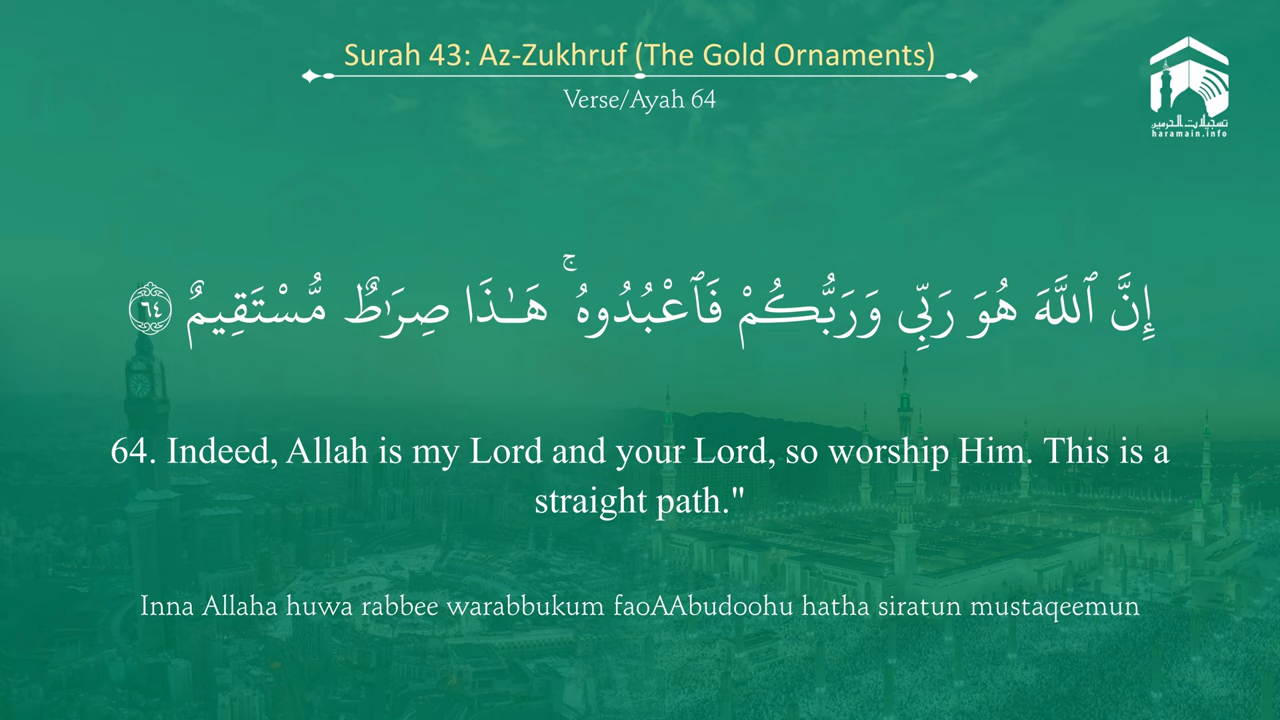 Surah 43: Az-Zukhruf (The Gold Ornaments)
Verse/Ayah 64
تسجيلات الحرمين
haramain.info
إِنَّ ٱللَّهَ هُوَ رَبِّي وَرَبُّكُمْ فَٱعْبُدُوهُ ۚ هَـٰذَا صِرَٰطٌ مُّسْتَقِيمٌ ٦٤
64. Indeed, Allah is my Lord and your Lord, so worship Him. This is a
straight path."
Inna Allaha huwa rabbee warabbukum faoAAbudoohu hatha siratun mustaqeemun